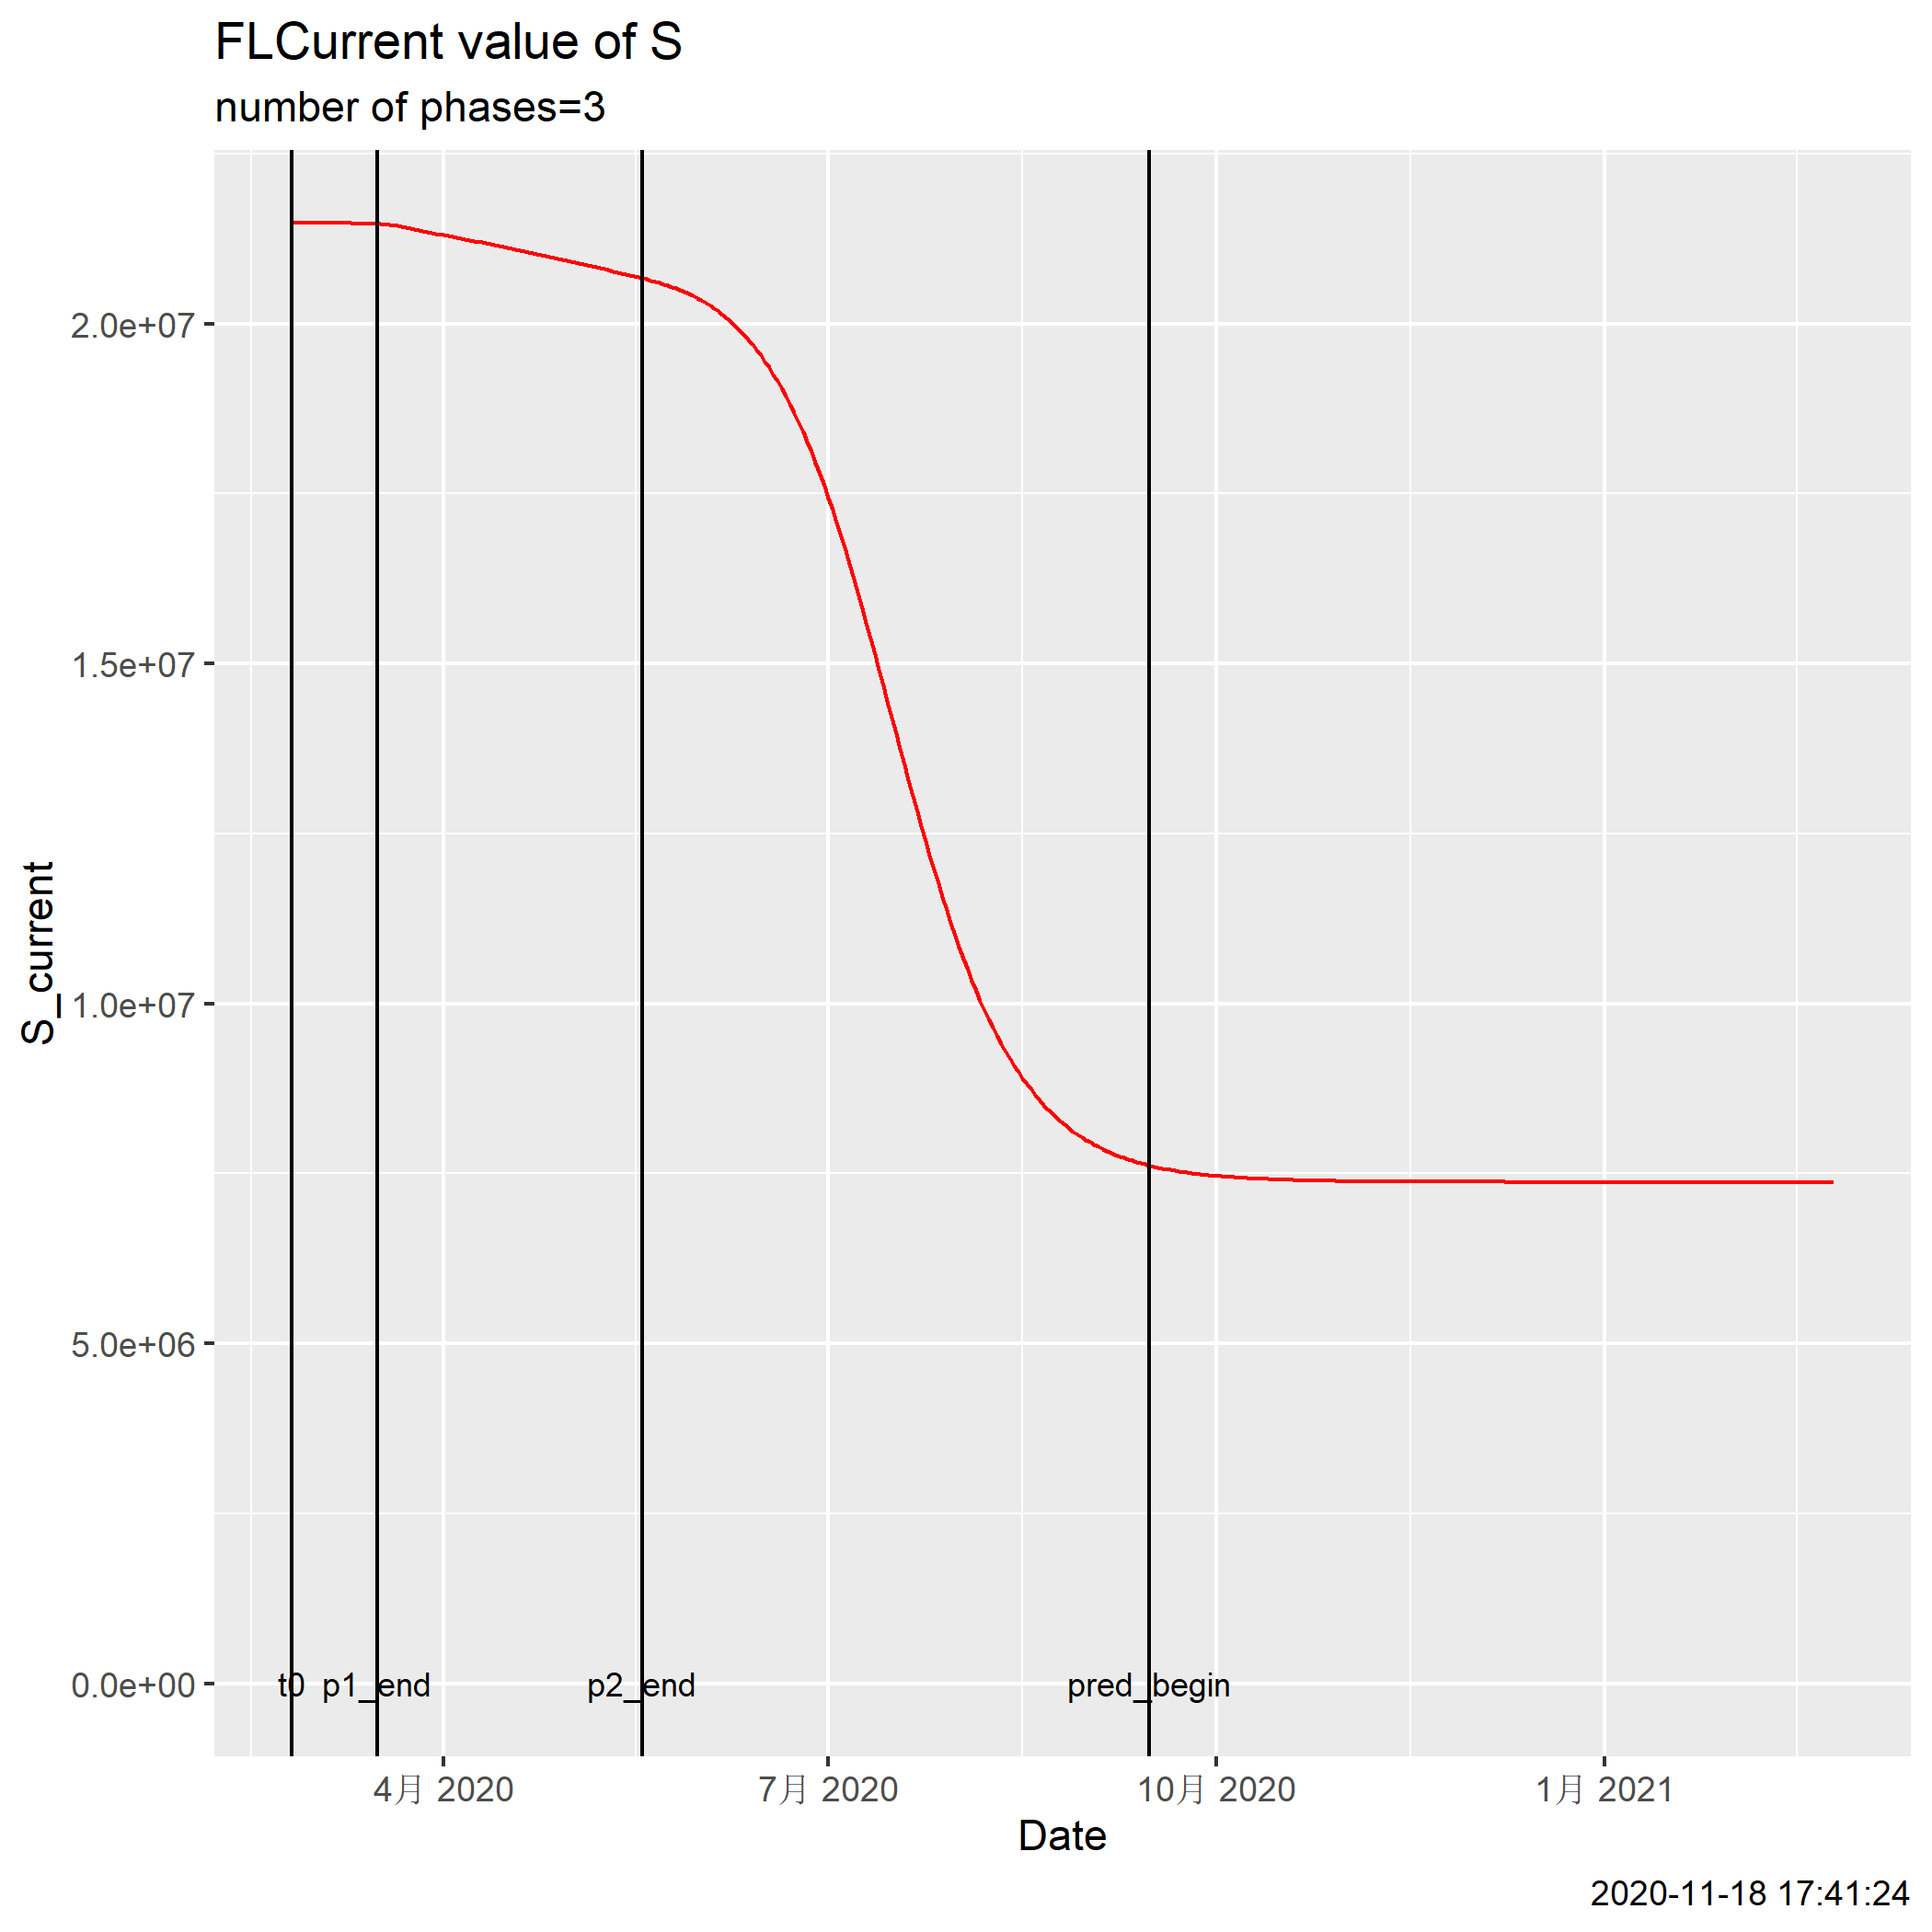 FLCurrent value of S
number of phases=3
S_current
2.0e+07
1.5e+07
1.0e+07
5.0e+06
0.0e+00
t0 p1_end p2_end pred_begin
4月 2020 7月 2020 10月 2020 1月 2021
Date
2020-11-18 17:41:24